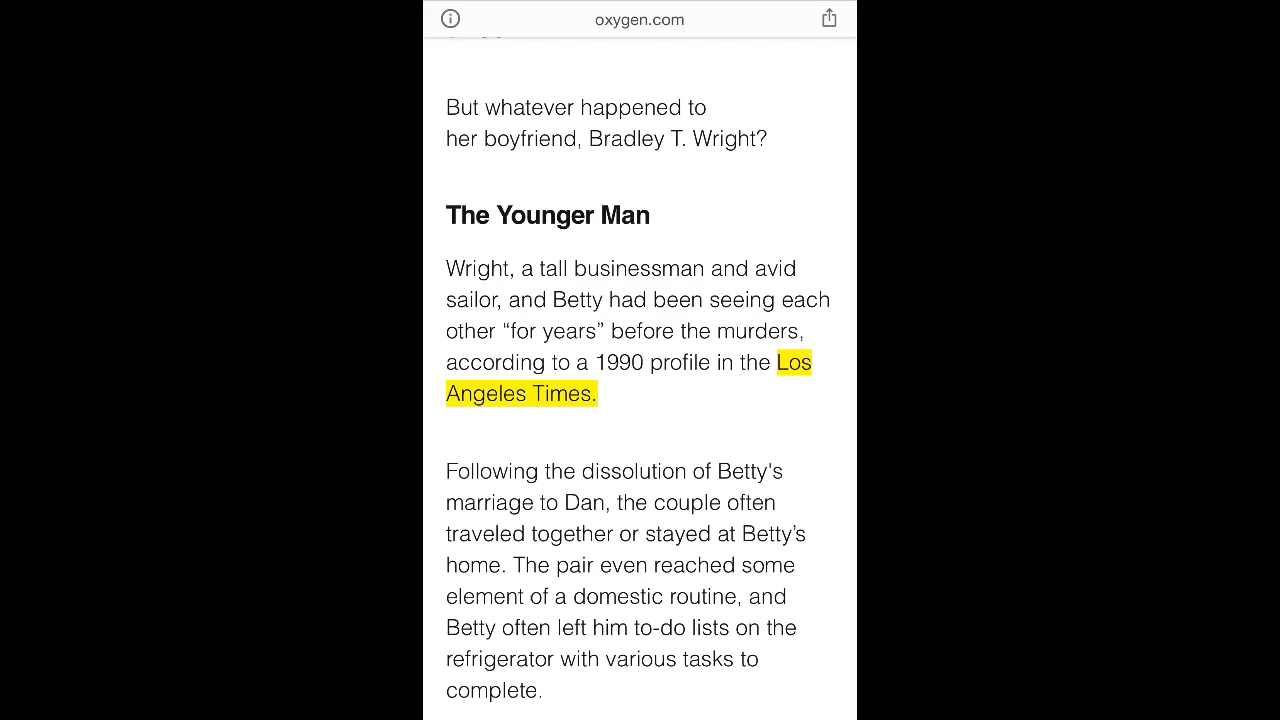 oxygen.com
But whatever happened to
her boyfriend, Bradley T. Wright?
The Younger Man
Wright, a tall businessman and avid
sailor, and Betty had been seeing each
other “for years” before the murders,
according to a 1990 profile in the Los
Angeles Times.
Following the dissolution of Betty's
marriage to Dan, the couple often
traveled together or stayed at Betty’s
home. The pair even reached some
element of a domestic routine, and
Betty often left him to-do lists on the
refrigerator with various tasks to
complete.